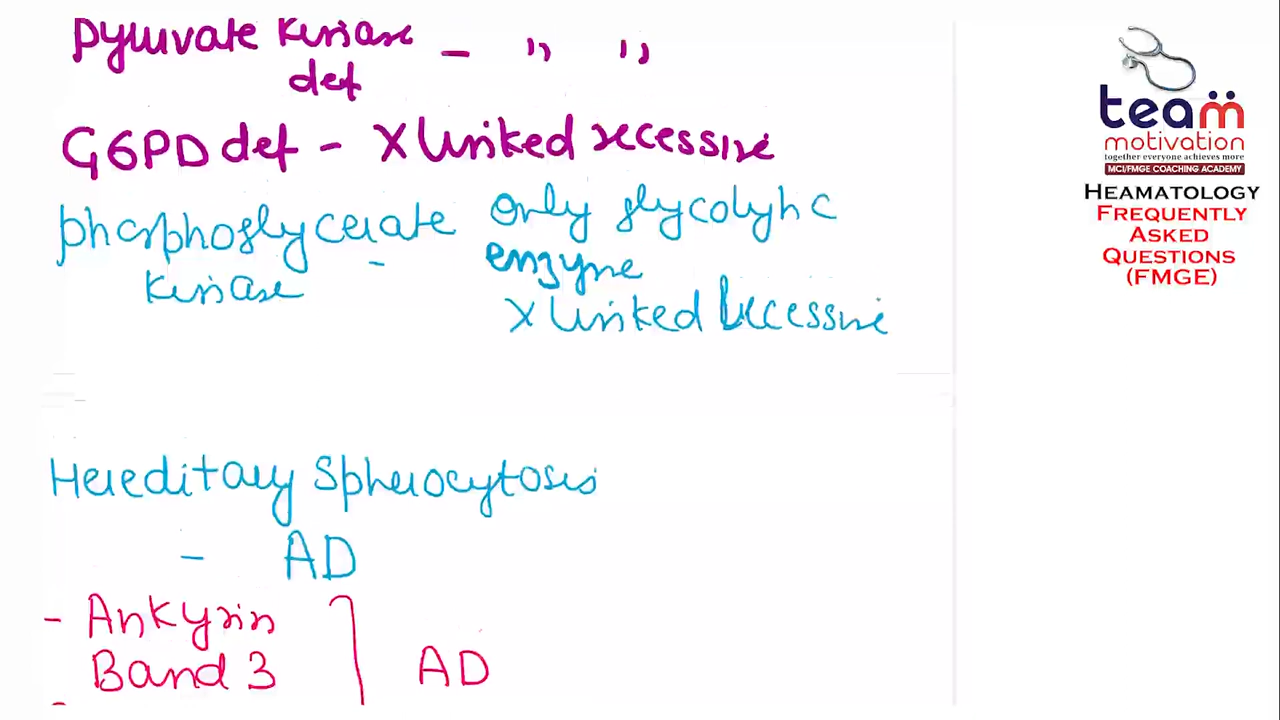 Pyruvate Kinase - " "
def
G6PD def - X linked recessive
phosphoglycerate only glycolytic
kinase - enzyme
X linked Recessive
Hereditary Spherocytosis
- AD
- Ankyrin
Band 3 AD
team
motivation
together everyone achieves more
MCI/FMGE COACHING ACADEMY
HEAMATOLOGY
FREQUENTLY
ASKED
QUESTIONS
(FMGE)